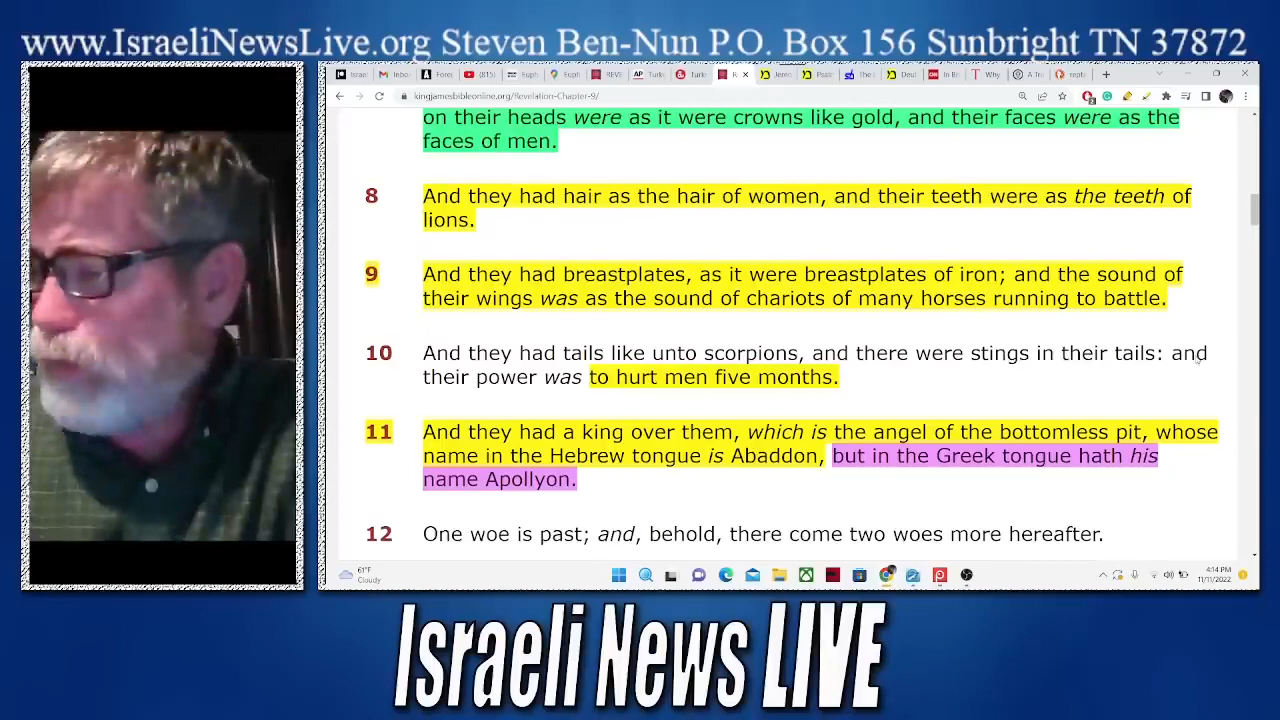 www.IsraeliNewsLive.org Steven Ben-Nun P.O. Box 156 Sunbright TN 37872
kingjamesbibleonline.org/Revelation-Chapter-9/
on their heads were as it were crowns like gold, and their faces were as the
faces of men.
8 And they had hair as the hair of women, and their teeth were as the teeth of
lions.
9 And they had breastplates, as it were breastplates of iron; and the sound of
their wings was as the sound of chariots of many horses running to battle.
10 And they had tails like unto scorpions, and there were stings in their tails: and
their power was to hurt men five months.
11 And they had a king over them, which is the angel of the bottomless pit, whose
name in the Hebrew tongue is Abaddon, but in the Greek tongue hath his
name Apollyon.
12 One woe is past; and, behold, there come two woes more hereafter.
61°F
Cloudy
4:14 PM
11/11/2022
Israeli News LIVE